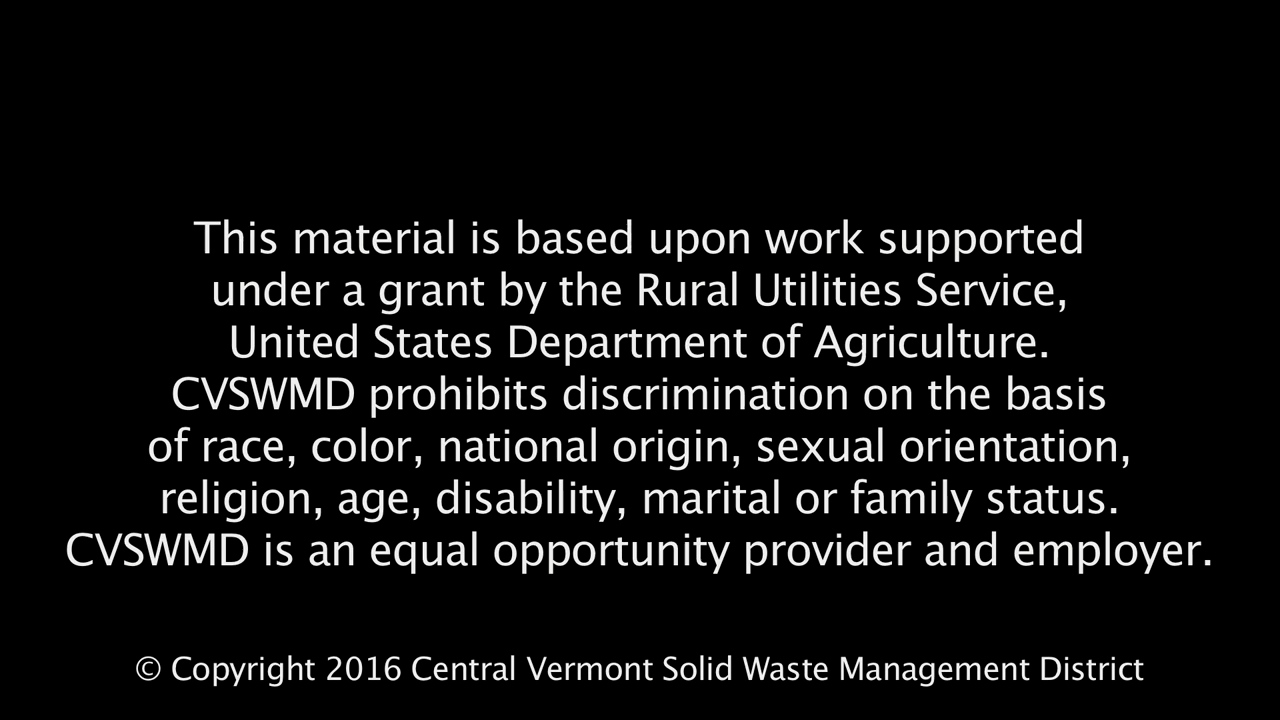 This material is based upon work supported
under a grant by the Rural Utilities Service,
United States Department of Agriculture.
CVSWMD prohibits discrimination on the basis
of race, color, national origin, sexual orientation,
religion, age, disability, marital or family status.
CVSWMD is an equal opportunity provider and employer.
© Copyright 2016 Central Vermont Solid Waste Management District